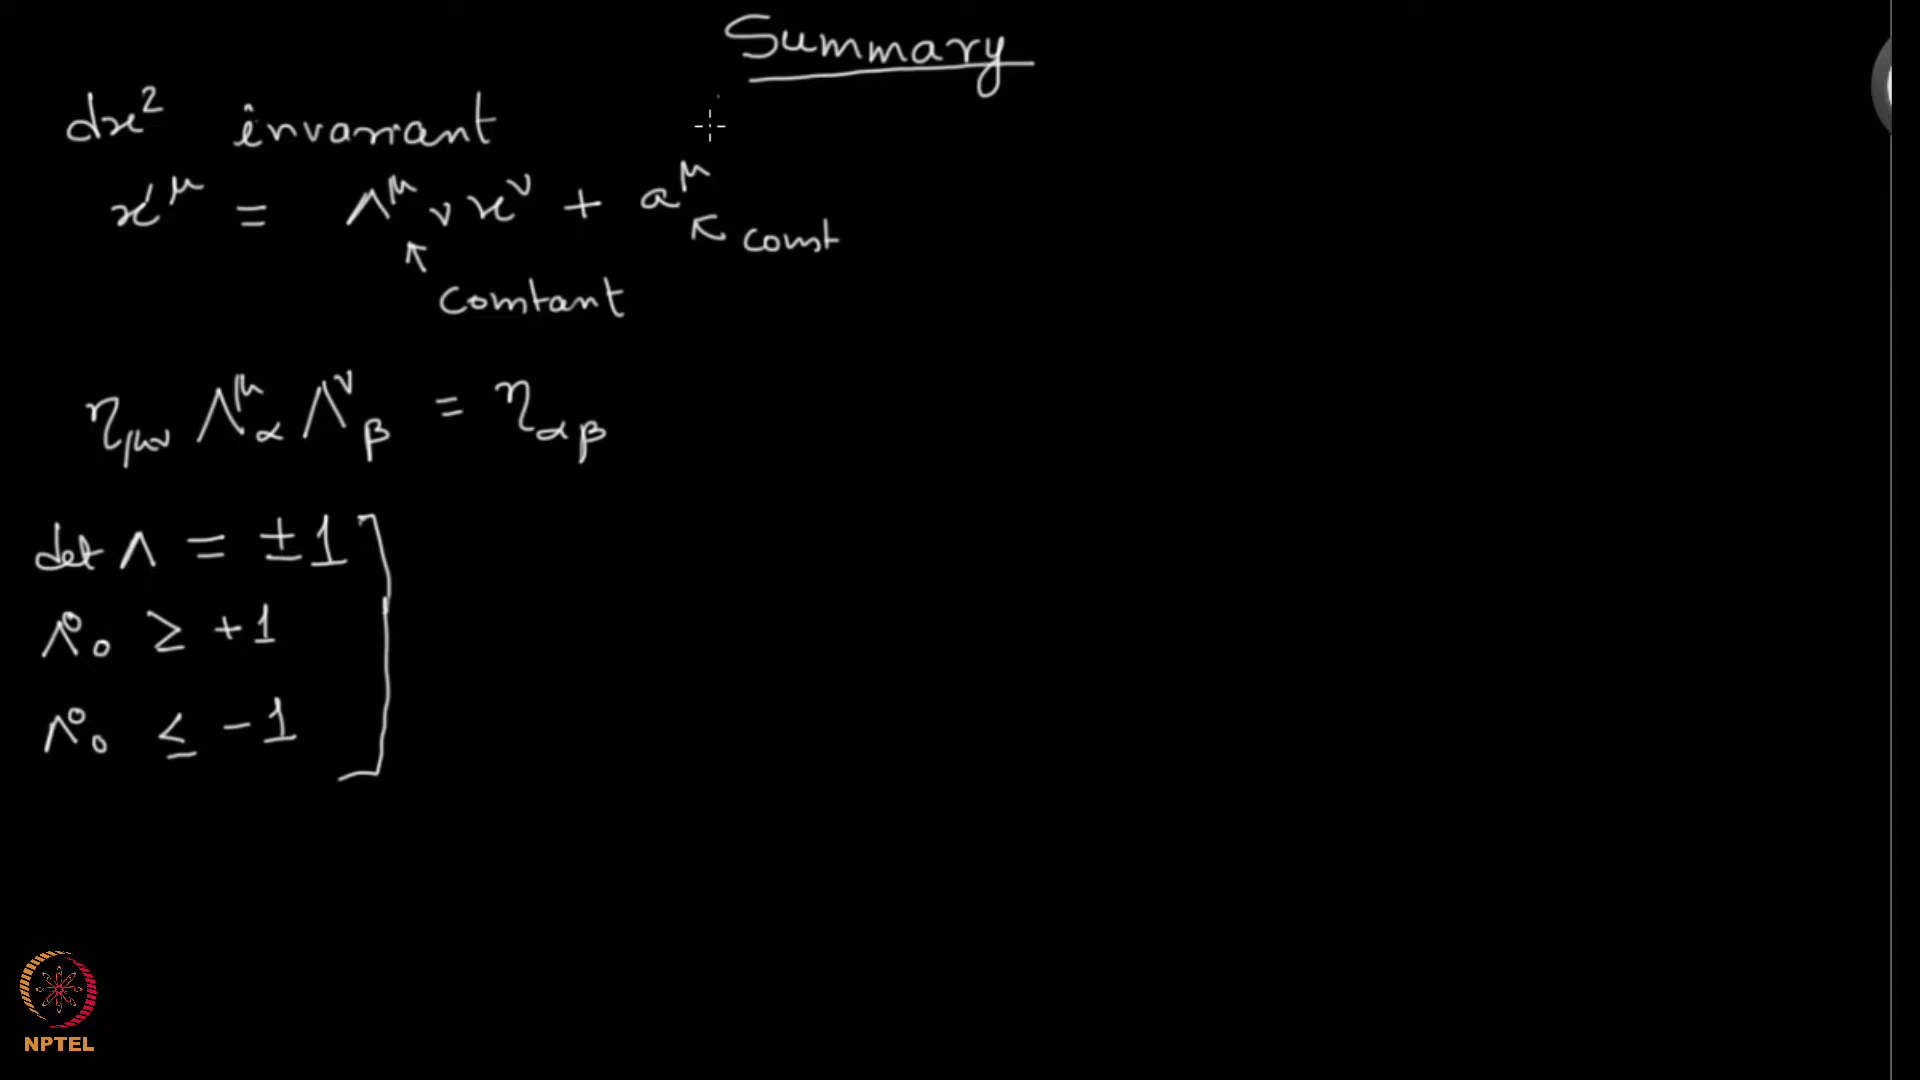 Summary
dx² invariant
x'^μ = Λ^μ_ν x^ν + a^μ
↖ const
↑ constant
η_μν Λ^μ_α Λ^ν_β = η_αβ
det Λ = ±1
Λ^0_0 ≥ +1
Λ^0_0 ≤ -1
NPTEL